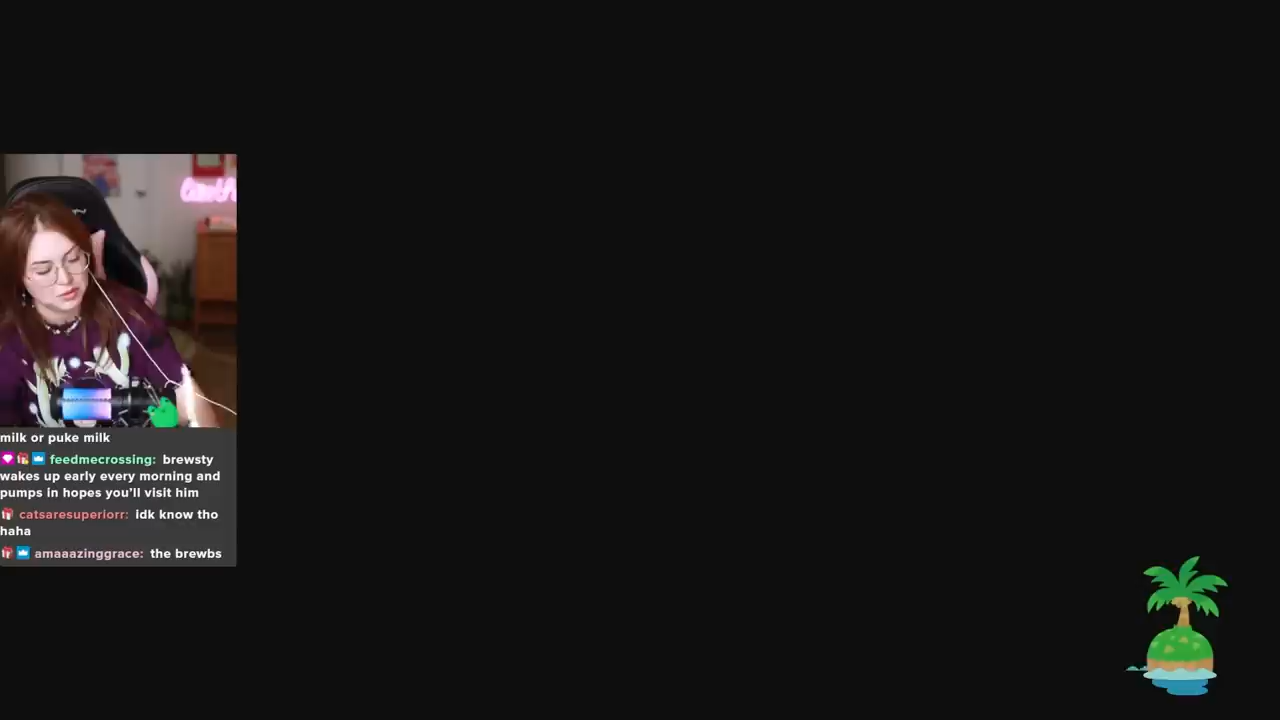 milk or puke milk
feedmecrossing: brewsty
wakes up early every morning and
pumps in hopes you'll visit him
catsaresuperiorr: idk know tho
haha
amaaazinggrace: the brewbs